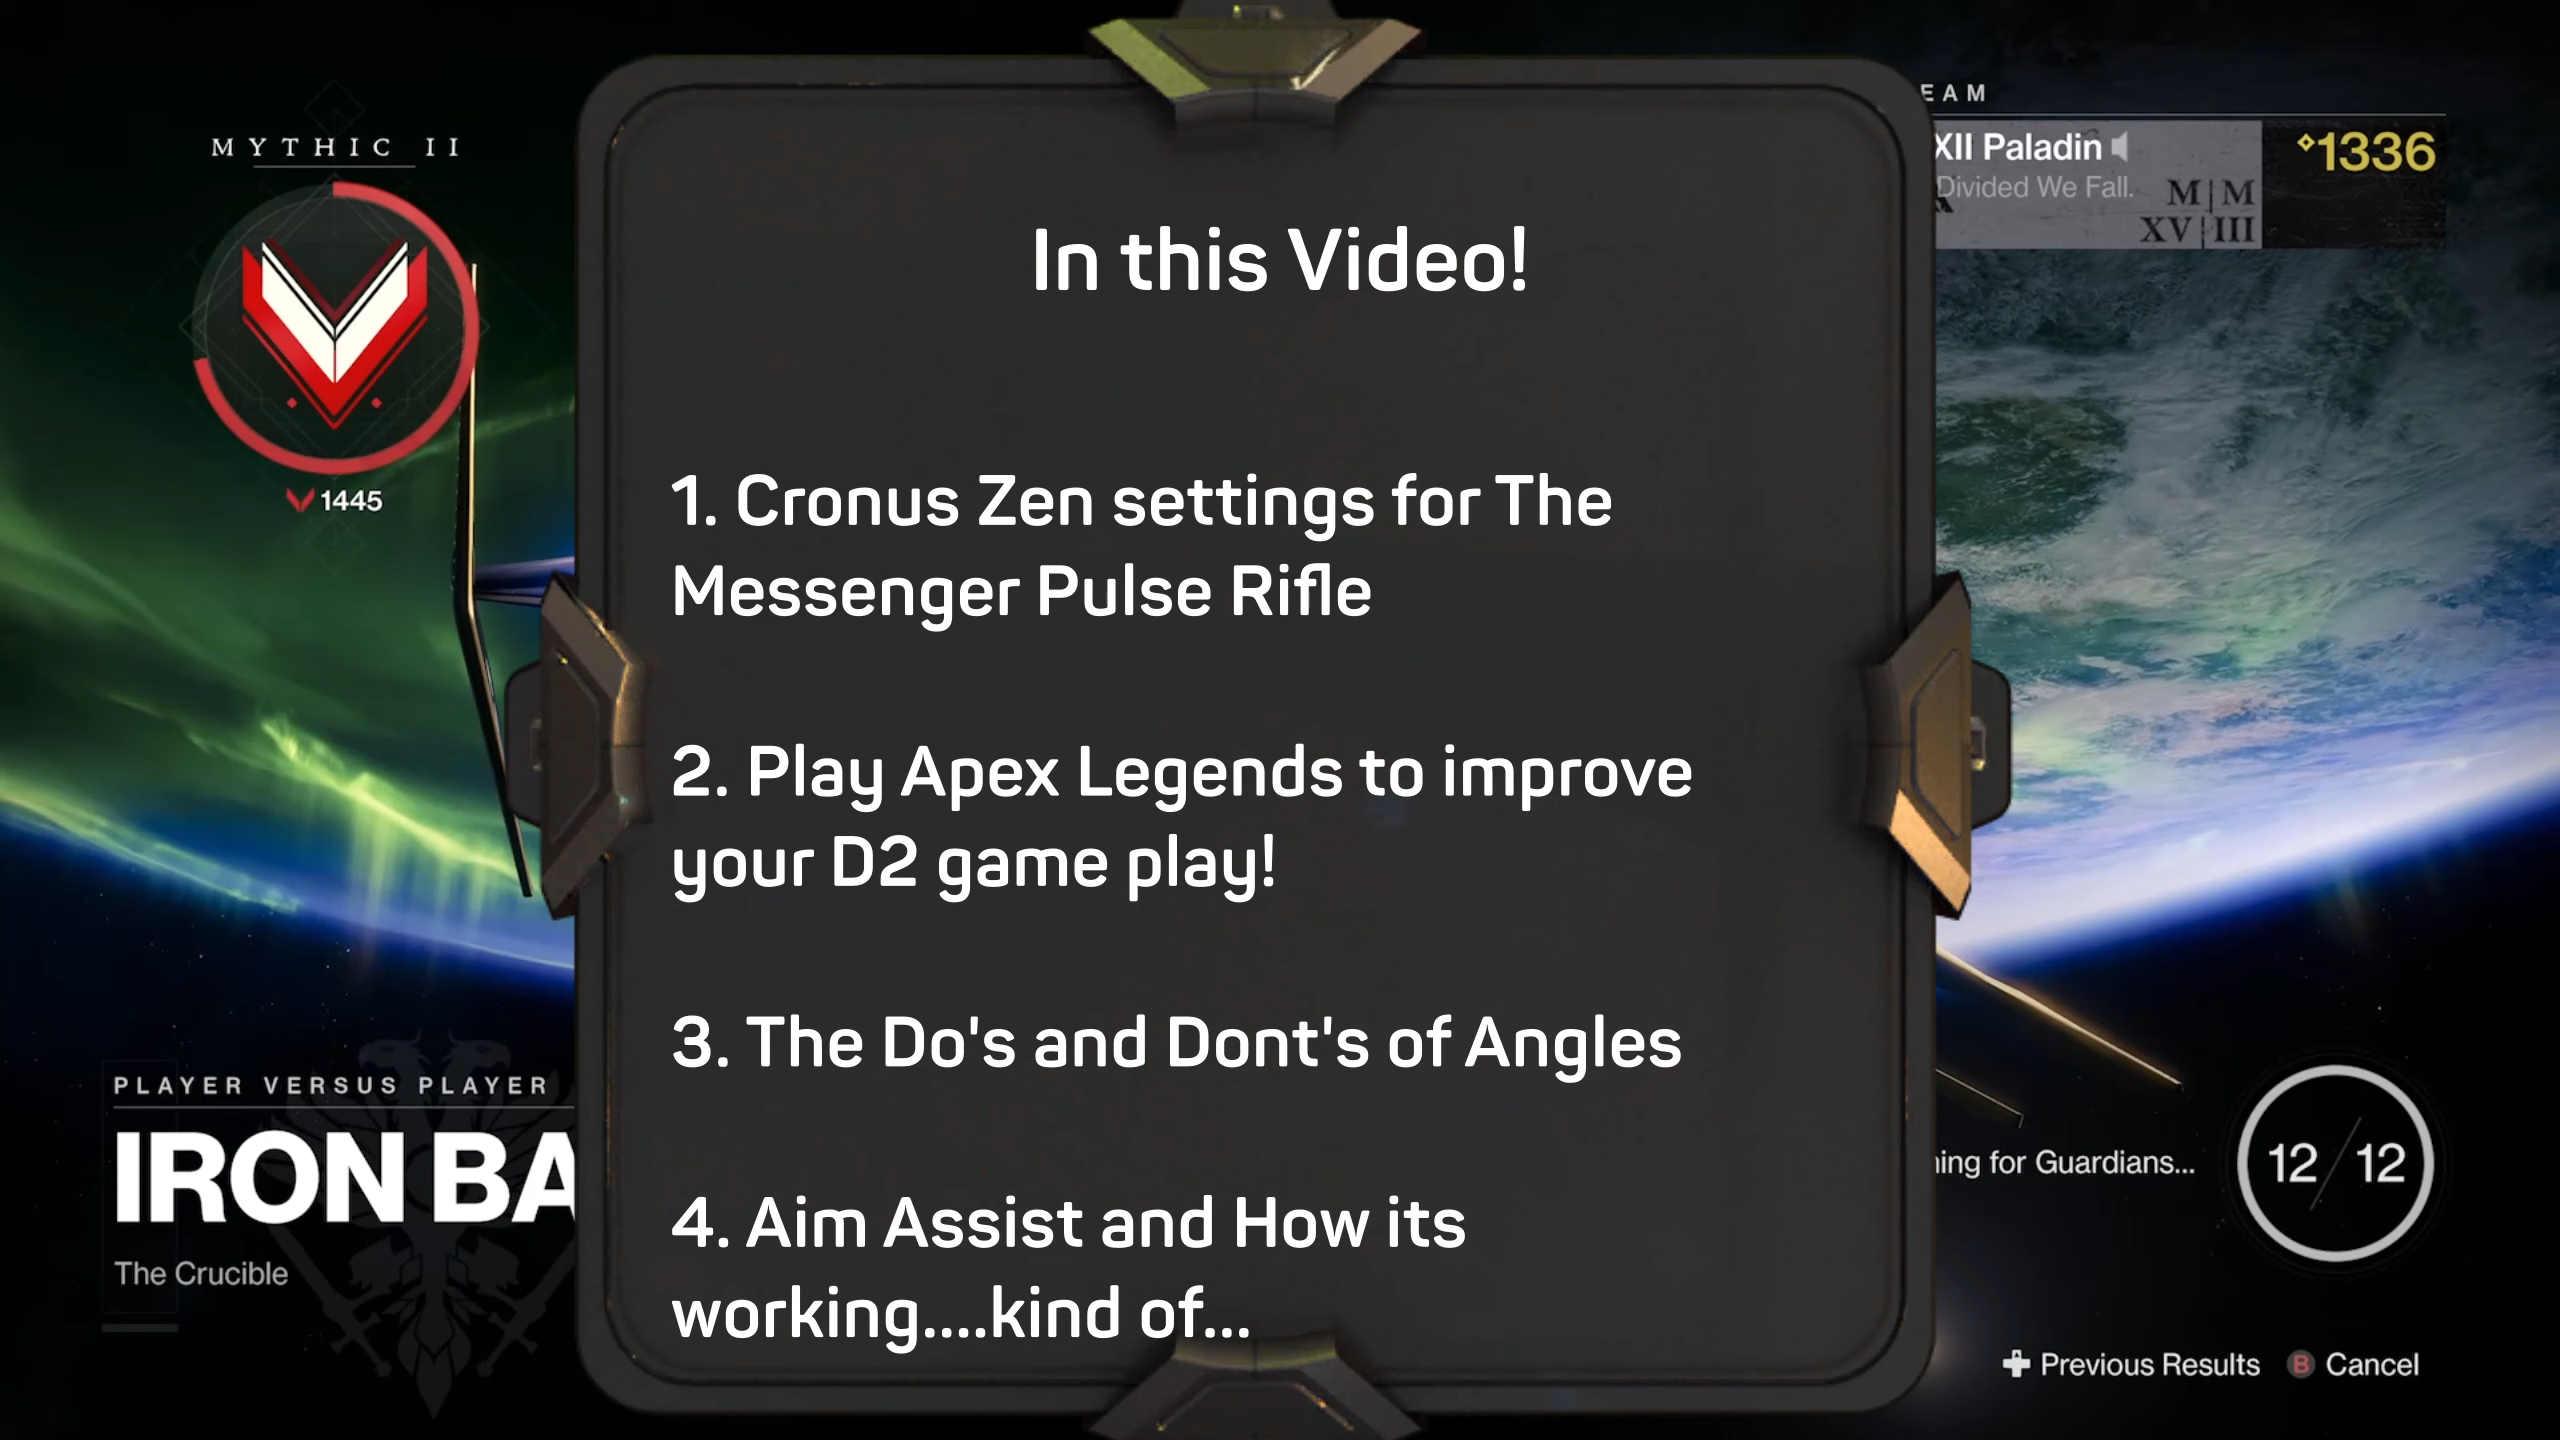 MYTHIC II
1445
EAM
XII Paladin
1336
Divided We Fall.
M|M
XV|III
In this Video!
1. Cronus Zen settings for The
Messenger Pulse Rifle
2. Play Apex Legends to improve
your D2 game play!
3. The Do's and Dont's of Angles
4. Aim Assist and How its
working....kind of...
PLAYER VERSUS PLAYER
IRON BA
The Crucible
ing for Guardians...
12/12
Previous Results
B Cancel